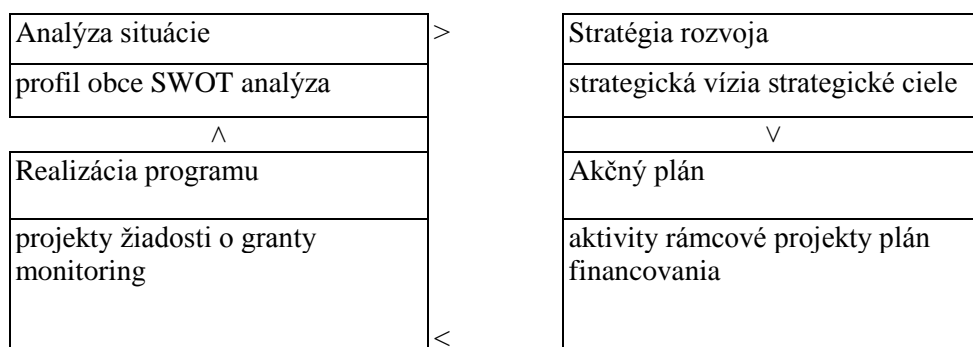 Analýza situácie > Stratégia rozvoja
profil obce SWOT analýza strategická vízia strategické ciele
^ v
Realizácia programu Akčný plán
projekty žiadosti o granty aktivity rámcové projekty plán
monitoring financovania
<